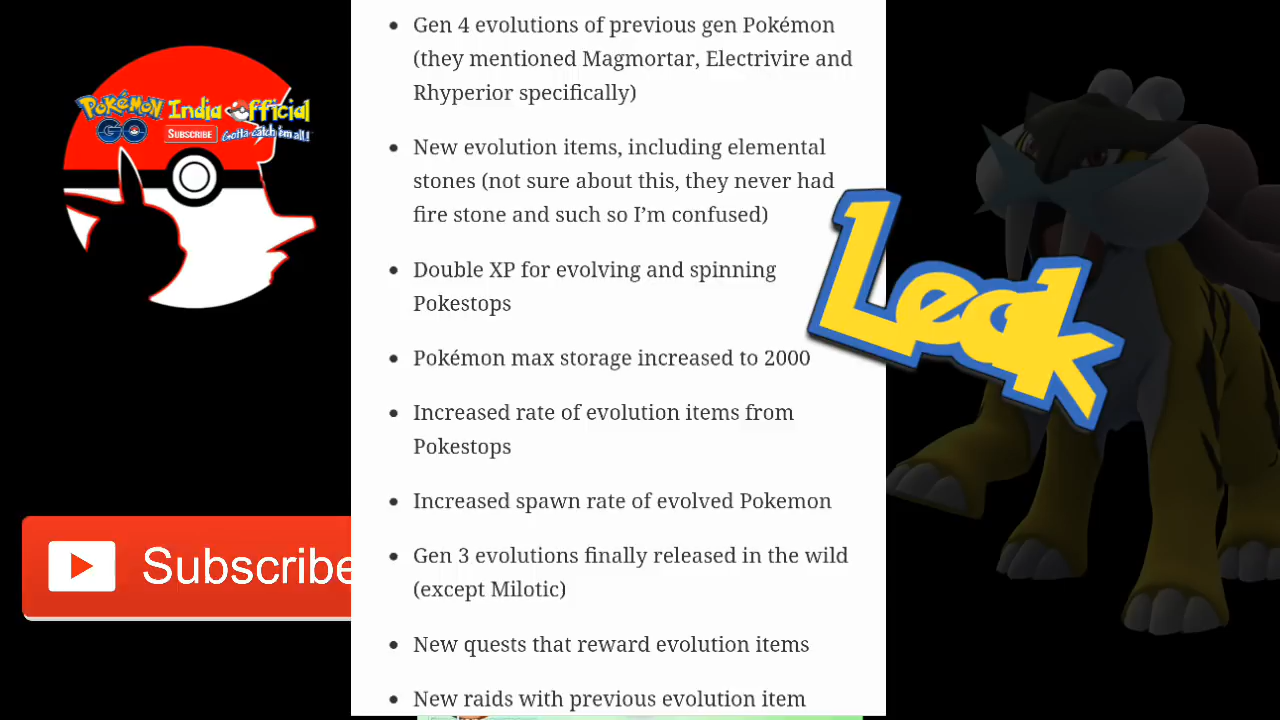 Gen 4 evolutions of previous gen Pokémon
(they mentioned Magmortar, Electrivire and
Rhyperior specifically)
New evolution items, including elemental
stones (not sure about this, they never had
fire stone and such so I'm confused)
Double XP for evolving and spinning
Pokestops
Pokémon max storage increased to 2000
Increased rate of evolution items from
Pokestops
Increased spawn rate of evolved Pokemon
Gen 3 evolutions finally released in the wild
(except Milotic)
New quests that reward evolution items
New raids with previous evolution item
POKéMON India Official
GO SUBSCRIBE Gotta catch 'em all!
Leak
Subscribe